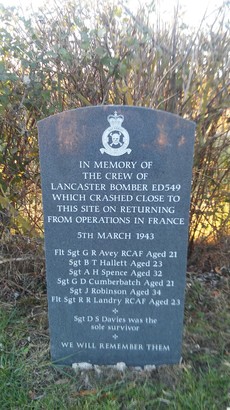 IN MEMORY OF
THE CREW OF
LANCASTER BOMBER ED549
WHICH CRASHED CLOSE TO
THIS SITE ON RETURNING
FROM OPERATIONS IN FRANCE
5TH MARCH 1943
Flt Sgt G R Avey RCAF Aged 21
Sgt B T Hallett Aged 23
Sgt A H Spence Aged 32
Sgt G D Cumberbatch Aged 21
Sgt J Robinson Aged 34
Flt Sgt R R Landry RCAF Aged 23
Sgt D S Davies was the
sole survivor
WE WILL REMEMBER THEM